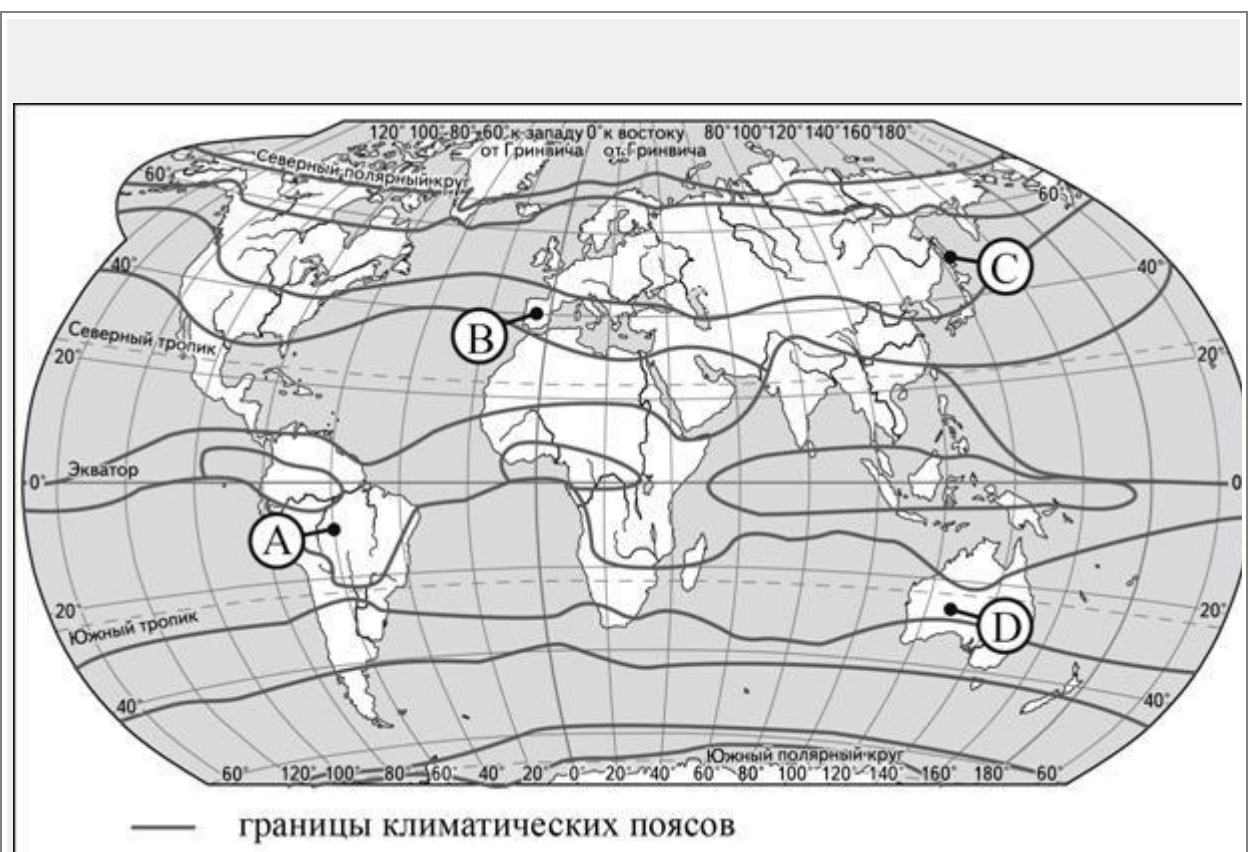 120° 100° 80° 60° к западу 0° к востоку 80° 100° 120° 140° 160° 180°
от Гринвича от Гринвича
Северный полярный круг
60°
60°
C
40°
40°
B
Северный тропик
20°
20°
Экватор
0°
0
A
D
20°
20°
Южный тропик
40°
40°
Южный полярный круг
60° 120° 100° 80° 60° 40° 20° 0° 20° 40° 60° 80° 100° 120° 140° 160° 180° 60°
границы климатических поясов